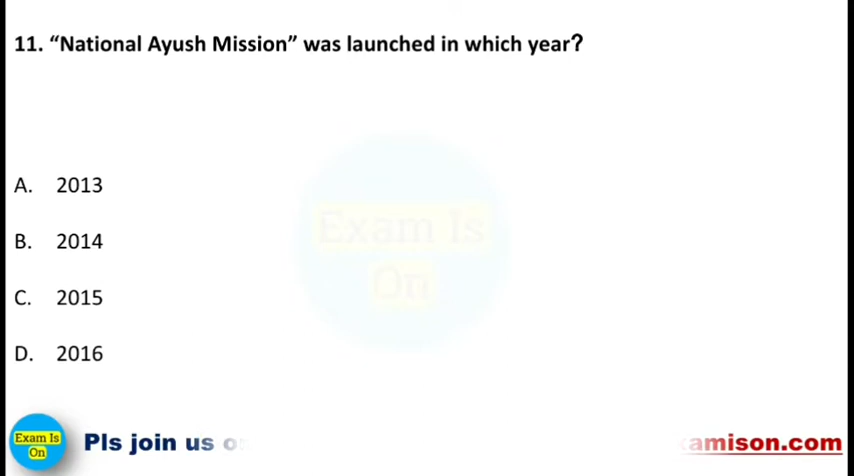 11. “National Ayush Mission” was launched in which year?
A. 2013
Exam Is
B. 2014
On
C. 2015
D. 2016
Exam Is
On
Pls join us amison.com